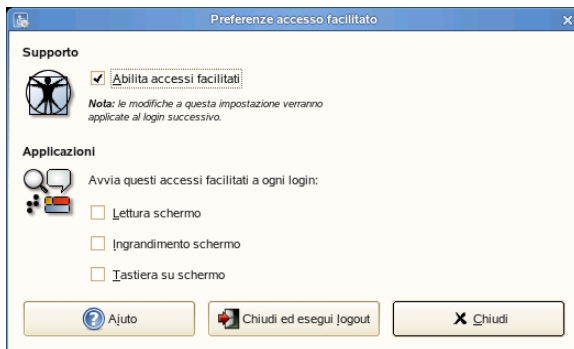 Preferenze accesso facilitato
Supporto
Abilita accessi facilitati
Nota: le modifiche a questa impostazione verranno
applicate al login successivo.
Applicazioni
Avvia questi accessi facilitati a ogni login:
Lettura schermo
Ingrandimento schermo
Tastiera su schermo
Aiuto
Chiudi ed esegui logout
Chiudi